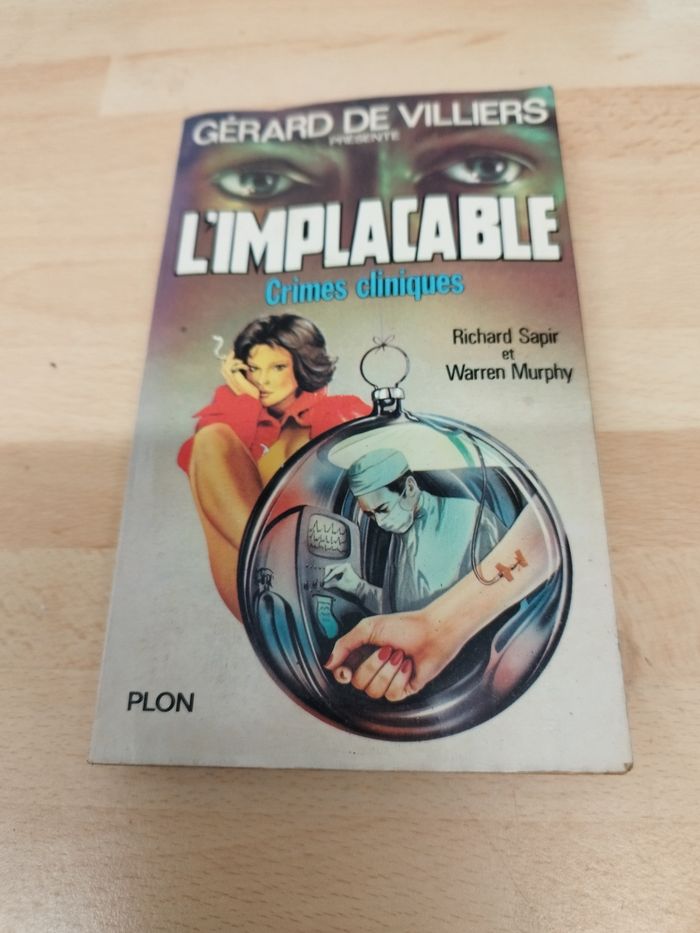 GÉRARD DE VILLIERS
PRÉSENTE
L'IMPLACABLE
Crimes cliniques
Richard Sapir
et
Warren Murphy
PLON